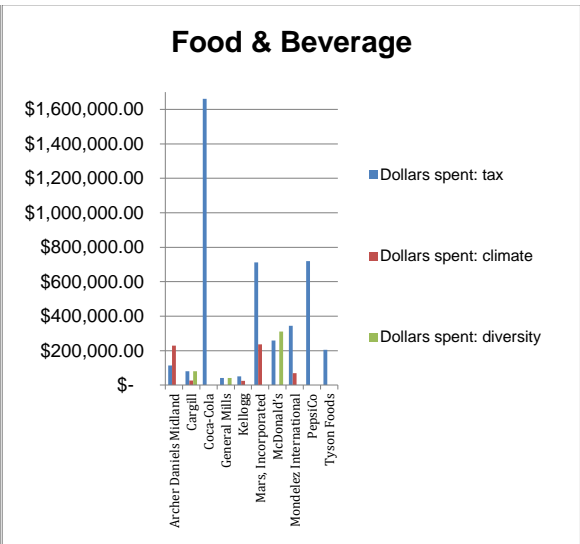 Food & Beverage
$1,600,000.00
$1,400,000.00
$1,200,000.00
$1,000,000.00
$800,000.00
$600,000.00
$400,000.00
$200,000.00
$-
Dollars spent: tax
Dollars spent: climate
Dollars spent: diversity
Archer Daniels Midland
Cargill
Coca-Cola
General Mills
Kellogg
Mars, Incorporated
McDonald's
Mondelez International
PepsiCo
Tyson Foods